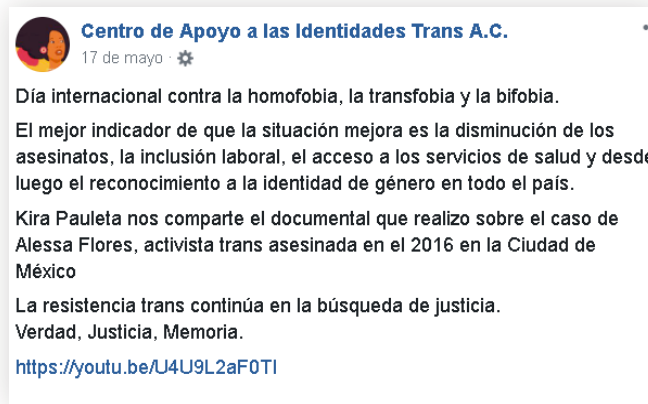 Centro de Apoyo a las Identidades Trans A.C.
17 de mayo ·
Día internacional contra la homofobia, la transfobia y la bifobia.
El mejor indicador de que la situación mejora es la disminución de los
asesinatos, la inclusión laboral, el acceso a los servicios de salud y desde
luego el reconocimiento a la identidad de género en todo el país.
Kira Pauleta nos comparte el documental que realizo sobre el caso de
Alessa Flores, activista trans asesinada en el 2016 en la Ciudad de
México
La resistencia trans continúa en la búsqueda de justicia.
Verdad, Justicia, Memoria.
https://youtu.be/U4U9L2aF0TI